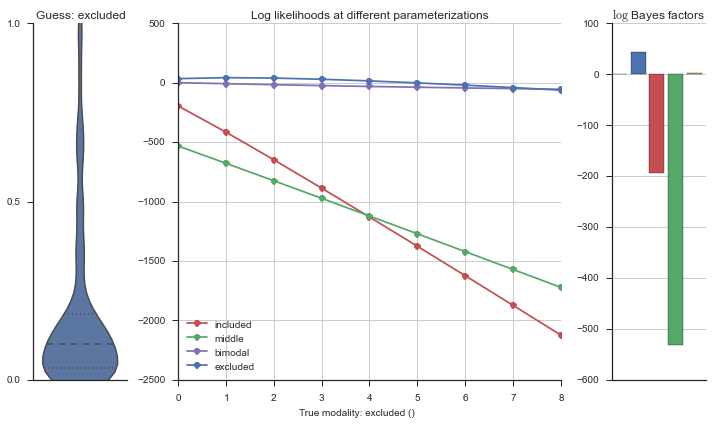 Guess: excluded
1.0
0.5
0.0
Log likelihoods at different parameterizations
500
0
−500
−1000
−1500
−2000
−2500
included
middle
bimodal
excluded
0 1 2 3 4 5 6 7 8
True modality: excluded ()
log Bayes factors
100
0
−100
−200
−300
−400
−500
−600